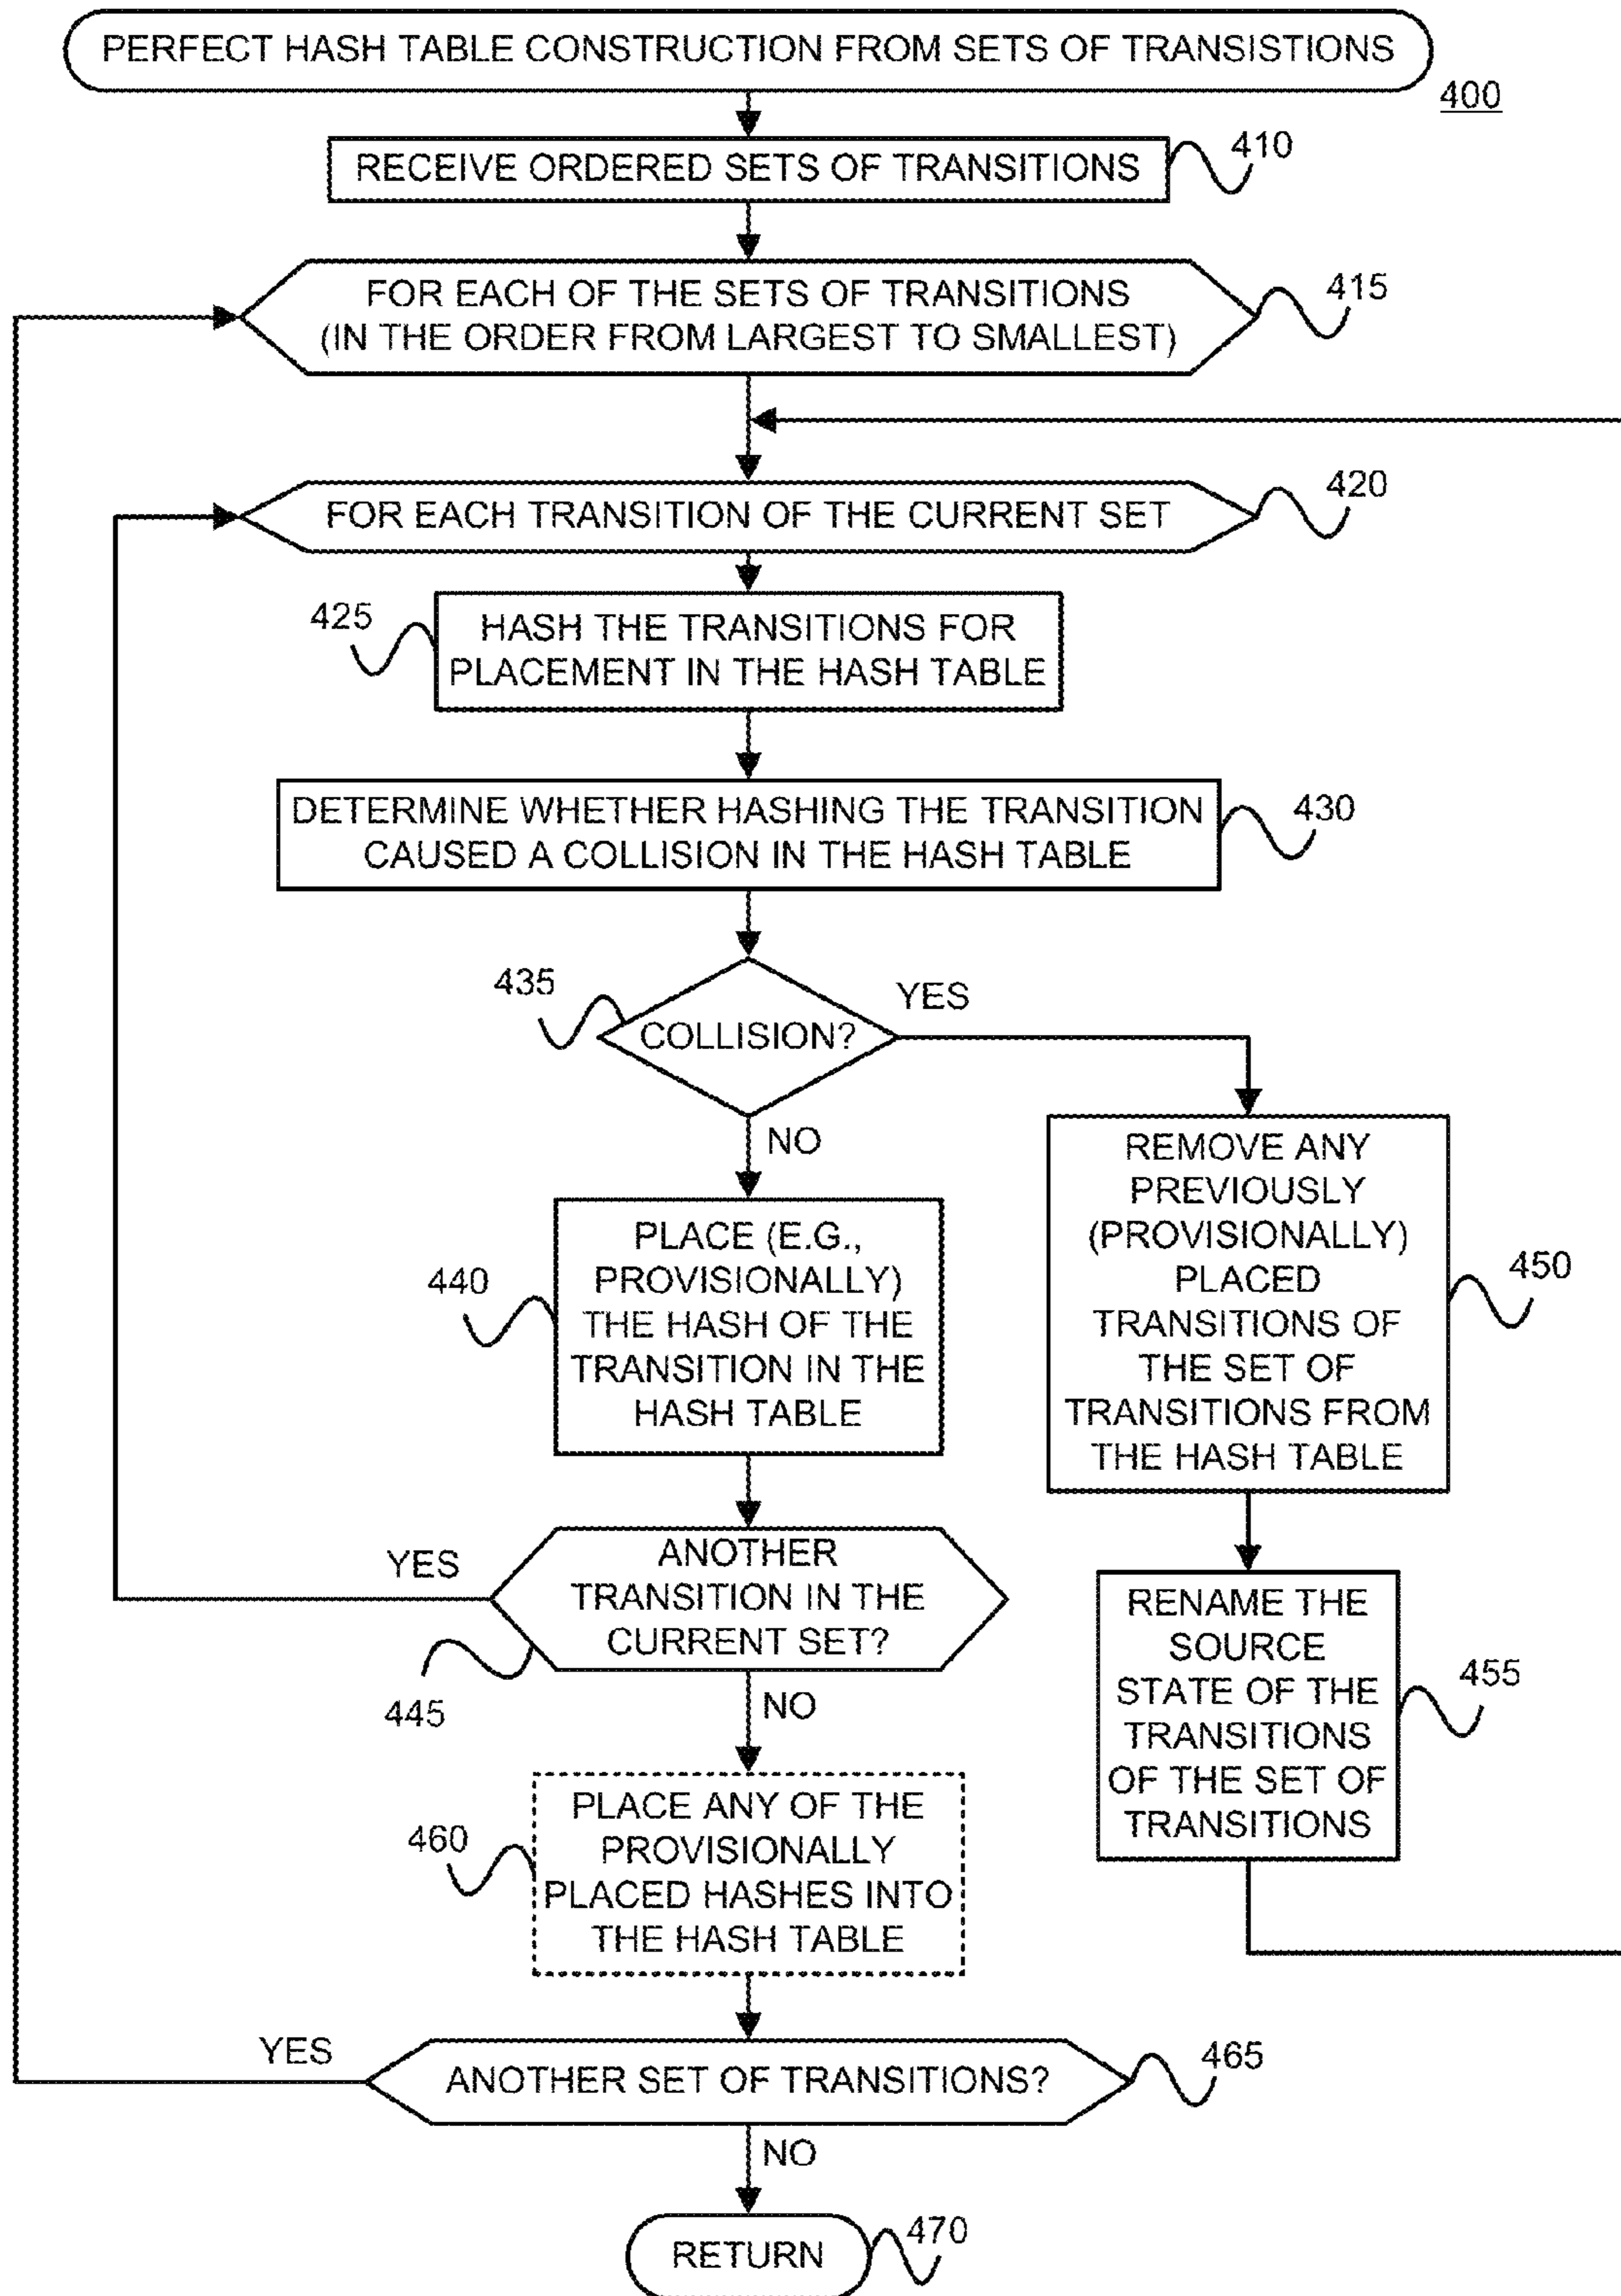 PERFECT HASH TABLE CONSTRUCTION FROM SETS OF TRANSISTIONS
400
RECEIVE ORDERED SETS OF TRANSITIONS
410
FOR EACH OF THE SETS OF TRANSITIONS
(IN THE ORDER FROM LARGEST TO SMALLEST)
415
FOR EACH TRANSITION OF THE CURRENT SET
420
425
HASH THE TRANSITIONS FOR
PLACEMENT IN THE HASH TABLE
DETERMINE WHETHER HASHING THE TRANSITION
CAUSED A COLLISION IN THE HASH TABLE
430
435
COLLISION?
YES
NO
440
PLACE (E.G.,
PROVISIONALLY)
THE HASH OF THE
TRANSITION IN THE
HASH TABLE
REMOVE ANY
PREVIOUSLY
(PROVISIONALLY)
PLACED
TRANSITIONS OF
THE SET OF
TRANSITIONS FROM
THE HASH TABLE
450
YES
ANOTHER
TRANSITION IN THE
CURRENT SET?
445
NO
RENAME THE
SOURCE
STATE OF THE
TRANSITIONS
OF THE SET OF
TRANSITIONS
455
460
PLACE ANY OF THE
PROVISIONALLY
PLACED HASHES INTO
THE HASH TABLE
YES
ANOTHER SET OF TRANSITIONS?
465
NO
RETURN
470